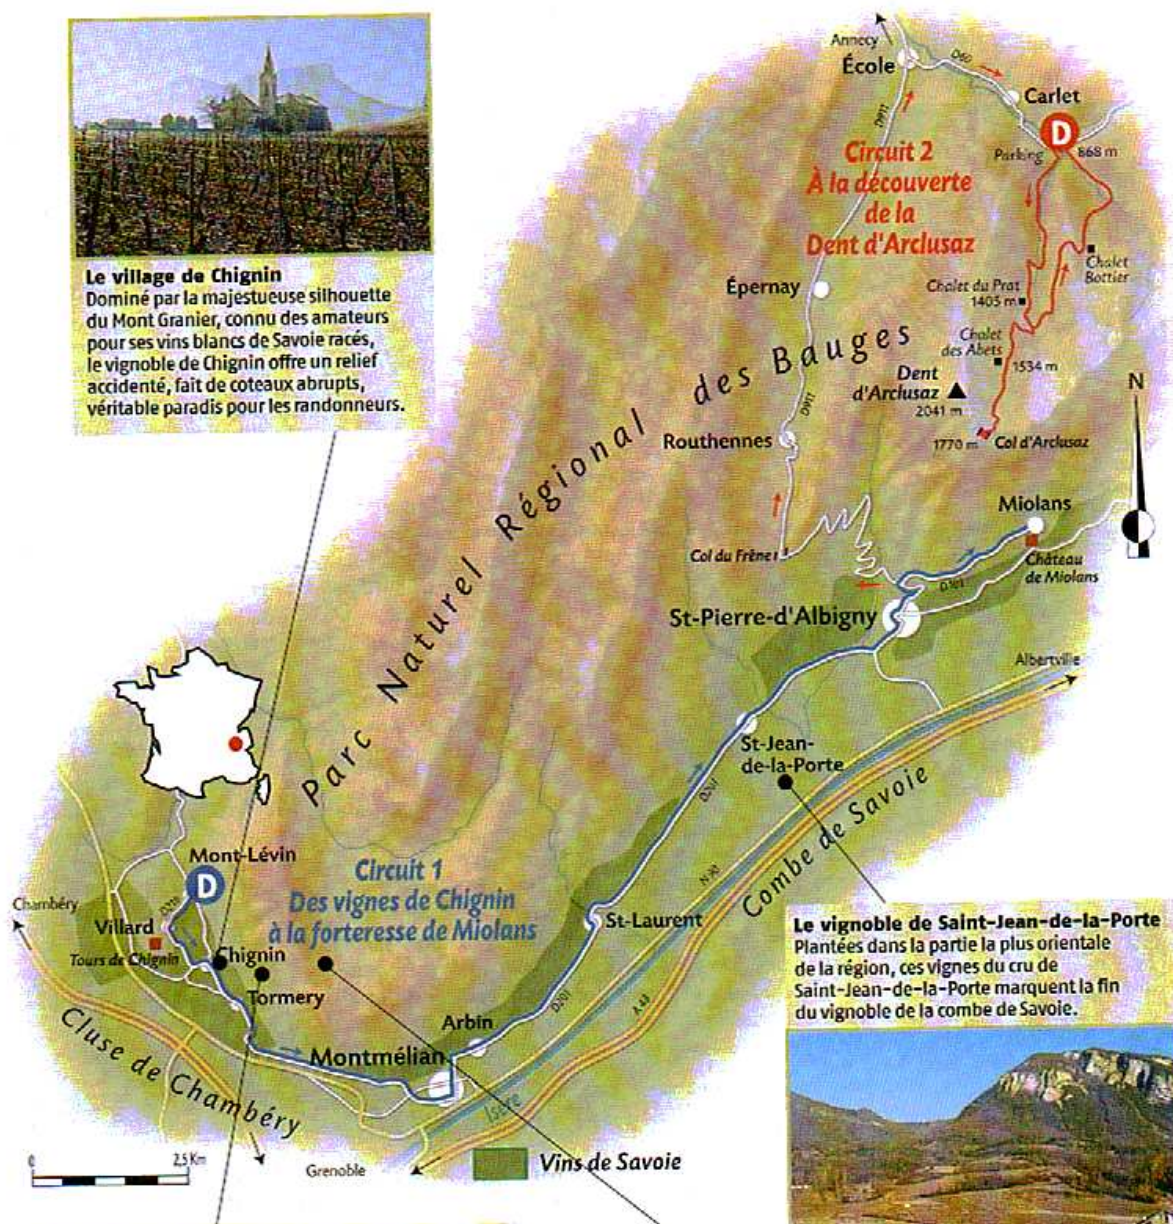 Le village de Chignin
Dominé par la majestueuse silhouette
du Mont Granier, connu des amateurs
pour ses vins blancs de Savoie racés,
le vignoble de Chignin offre un relief
accidenté, fait de coteaux abrupts,
véritable paradis pour les randonneurs.
Annecy
École
D60
Carlet
D
Parking
868 m
D911
Circuit 2
À la découverte
de la
Dent d'Arclusaz
Chalet
Bottier
Épernay
Chalet du Prat
1405 m
Chalet
des Abets
1534 m
Dent
d'Arclusaz
2041 m
D911
Routhennes
1770 m
Col d'Arclusaz
N
Parc Naturel Régional des Bauges
Miolans
Col du Frêne
Château
de Miolans
D101
St-Pierre-d'Albigny
Albertville
St-Jean-
de-la-Porte
D201
Combe de Savoie
Mont-Lévin
D
Circuit 1
Des vignes de Chignin
à la forteresse de Miolans
N 90
Chambéry
Villard
Tours de Chignin
Chignin
Tormery
St-Laurent
D201
A 43
Arbin
Montmélian
Cluse de Chambéry
Isère
Grenoble
0 2,5 Km
Vins de Savoie
Le vignoble de Saint-Jean-de-la-Porte
Plantées dans la partie la plus orientale
de la région, ces vignes du cru de
Saint-Jean-de-la-Porte marquent la fin
du vignoble de la combe de Savoie.